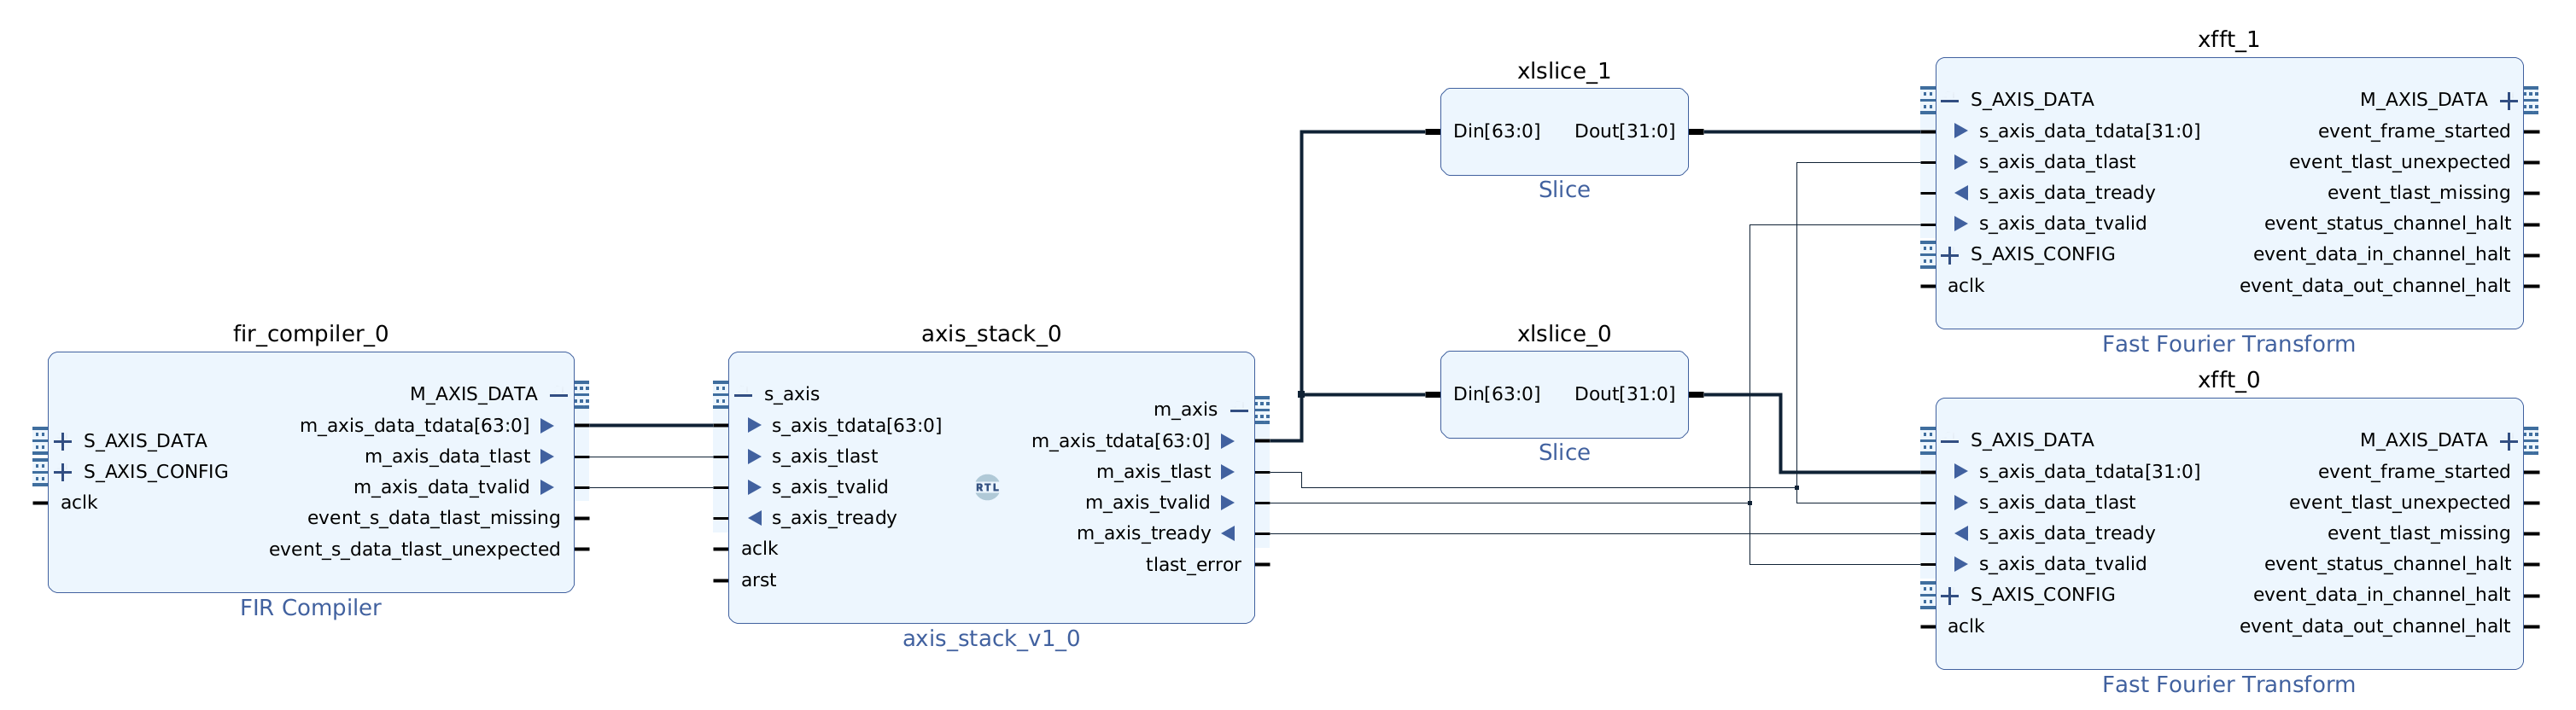 fir_compiler_0
M_AXIS_DATA
m_axis_data_tdata[63:0]
S_AXIS_DATA
m_axis_data_tlast
S_AXIS_CONFIG
m_axis_data_tvalid
aclk
event_s_data_tlast_missing
event_s_data_tlast_unexpected
FIR Compiler
axis_stack_0
s_axis
m_axis
s_axis_tdata[63:0]
m_axis_tdata[63:0]
s_axis_tlast
m_axis_tlast
s_axis_tvalid
RTL
m_axis_tvalid
s_axis_tready
m_axis_tready
aclk
tlast_error
arst
axis_stack_v1_0
xlslice_1
Din[63:0] Dout[31:0]
Slice
xlslice_0
Din[63:0] Dout[31:0]
Slice
xfft_1
S_AXIS_DATA M_AXIS_DATA
s_axis_data_tdata[31:0] event_frame_started
s_axis_data_tlast event_tlast_unexpected
s_axis_data_tready event_tlast_missing
s_axis_data_tvalid event_status_channel_halt
S_AXIS_CONFIG event_data_in_channel_halt
aclk event_data_out_channel_halt
Fast Fourier Transform
xfft_0
S_AXIS_DATA M_AXIS_DATA
s_axis_data_tdata[31:0] event_frame_started
s_axis_data_tlast event_tlast_unexpected
s_axis_data_tready event_tlast_missing
s_axis_data_tvalid event_status_channel_halt
S_AXIS_CONFIG event_data_in_channel_halt
aclk event_data_out_channel_halt
Fast Fourier Transform